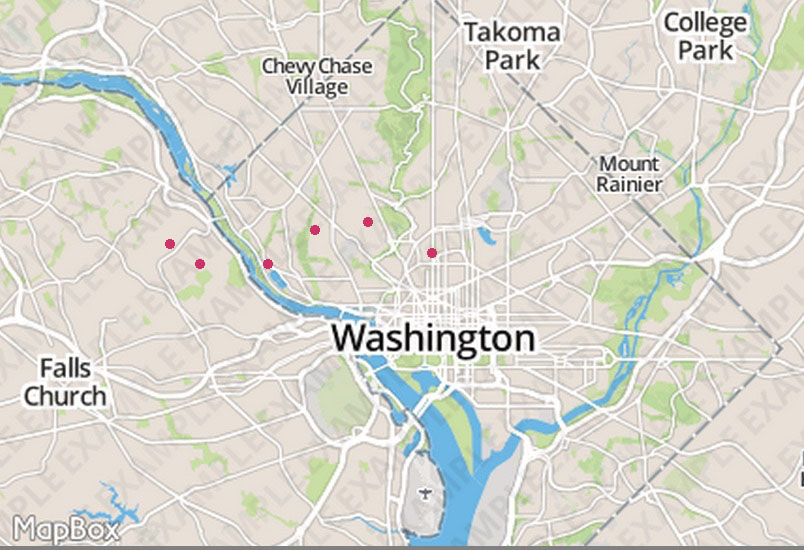 Takoma
Park
College
Park
Chevy Chase
Village
Mount
Rainier
Washington
Falls
Church
MapBox